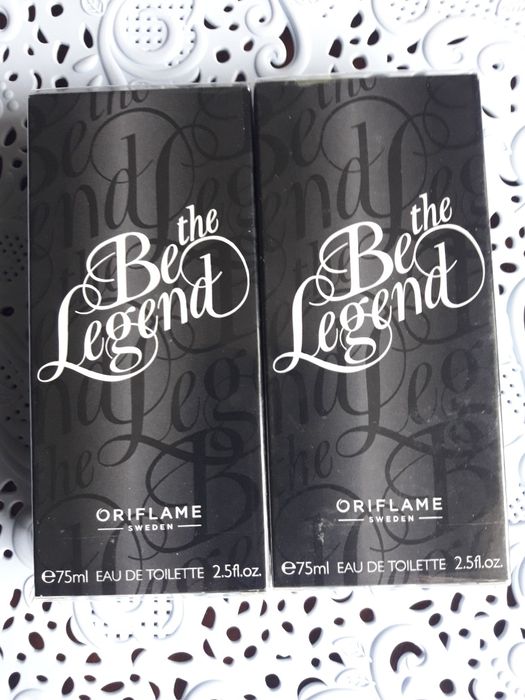 Be the
Legend
ORIFLAME
SWEDEN
℮75ml EAU DE TOILETTE 2.5fl.oz.
Be the
Legend
ORIFLAME
SWEDEN
℮75ml EAU DE TOILETTE 2.5fl.oz.